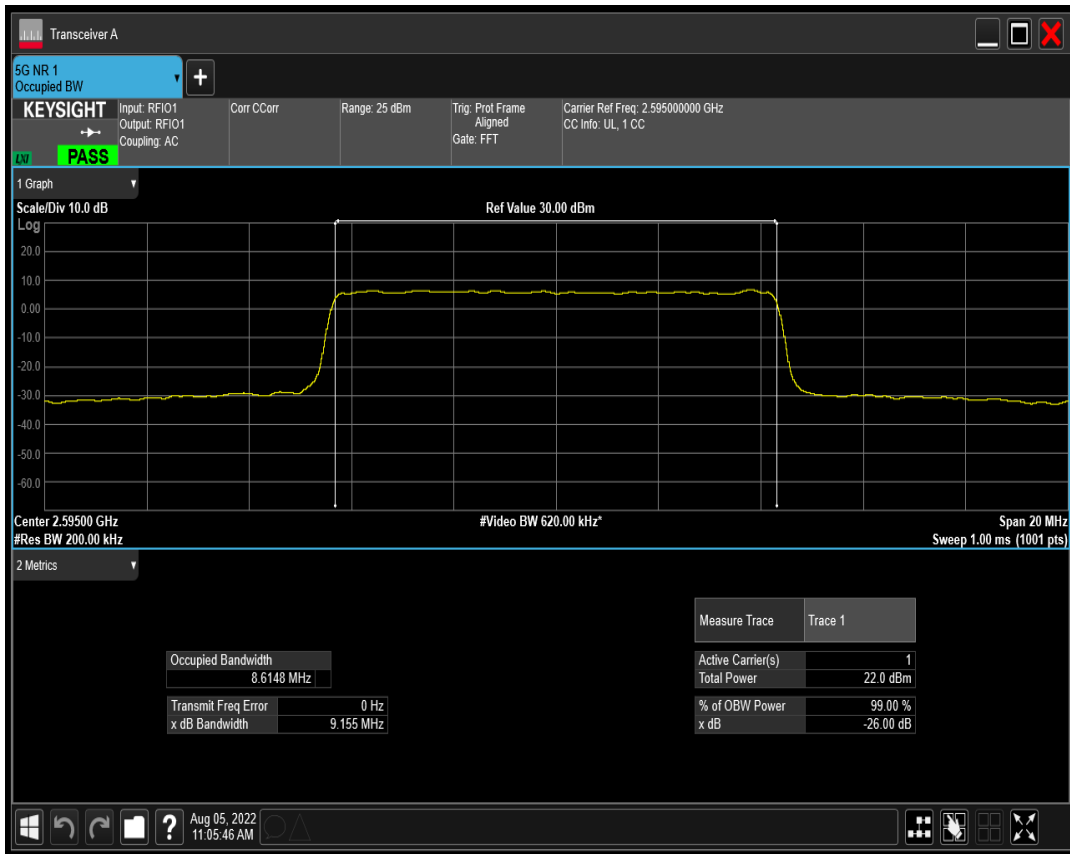 Transceiver A
5G NR 1
Occupied BW
+
KEYSIGHT
Input: RFIO1
Output: RFIO1
Coupling: AC
Corr CCorr
Range: 25 dBm
Trig: Prot Frame
Aligned
Gate: FFT
Carrier Ref Freq: 2.595000000 GHz
CC Info: UL, 1 CC
LXI
PASS
1 Graph
Scale/Div 10.0 dB
Ref Value 30.00 dBm
Log
20.0
10.0
0.00
-10.0
-20.0
-30.0
-40.0
-50.0
-60.0
Center 2.59500 GHz
#Video BW 620.00 kHz*
Span 20 MHz
#Res BW 200.00 kHz
Sweep 1.00 ms (1001 pts)
2 Metrics
Measure Trace Trace 1
Occupied Bandwidth
8.6148 MHz
Active Carrier(s) 1
Total Power 22.0 dBm
Transmit Freq Error 0 Hz
x dB Bandwidth 9.155 MHz
% of OBW Power 99.00 %
x dB -26.00 dB
?
Aug 05, 2022
11:05:46 AM